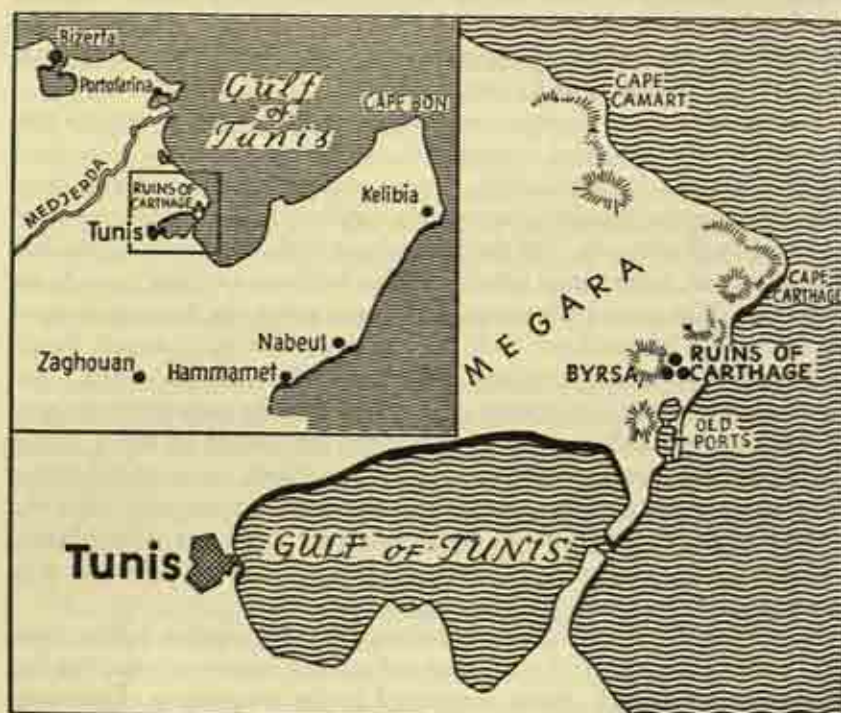 Bizerta
Portofarina
Gulf
of
Tunis
CAPE BON
MEDJERDA
RUINS OF
CARTHAGE
Tunis
Kelibia
Zaghouan
Nabeul
Hammamet
CAPE
CAMART
MEGARA
CAPE
CARTHAGE
BYRSA
RUINS OF
CARTHAGE
OLD
PORTS
Tunis
GULF OF TUNIS